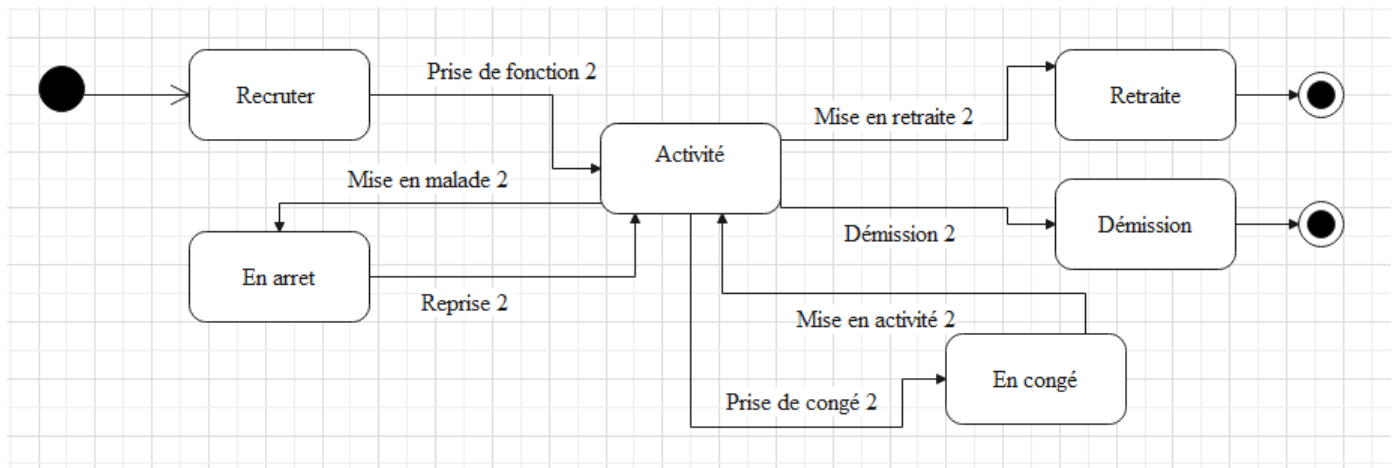 Prise de fonction 2
Recruter
Retraite
Mise en retraite 2
Activité
Mise en malade 2
Démission
Démission 2
En arret
Reprise 2
Mise en activité 2
En congé
Prise de congé 2